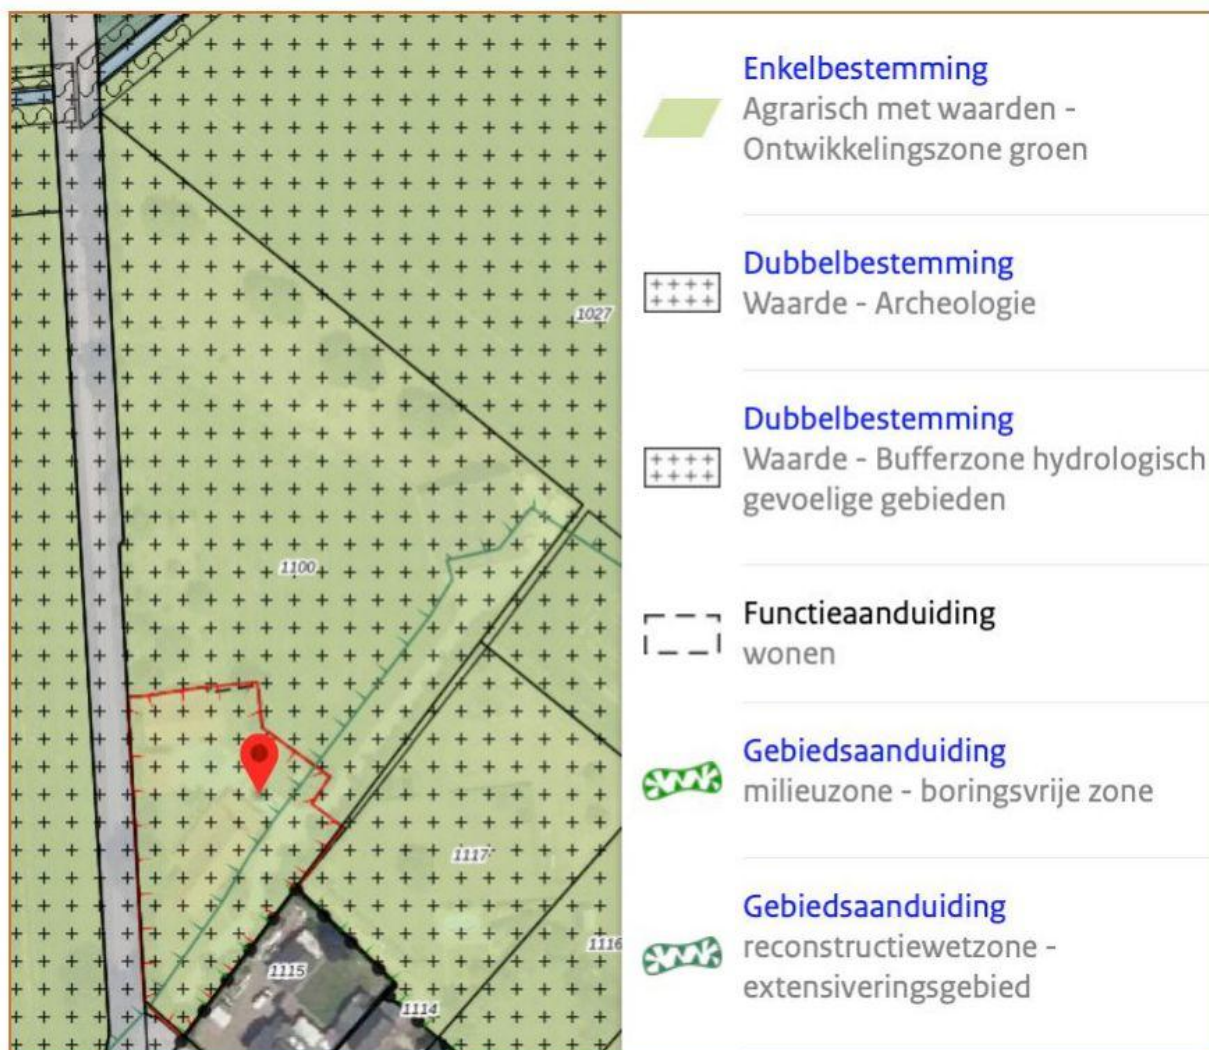 Enkelbestemming
Agrarisch met waarden -
Ontwikkelingszone groen
Dubbelbestemming
Waarde - Archeologie
Dubbelbestemming
Waarde - Bufferzone hydrologisch
gevoelige gebieden
Functieaanduiding
wonen
Gebiedsaanduiding
milieuzone - boringsvrije zone
Gebiedsaanduiding
reconstructiewetzone -
extensiveringsgebied
1027
1100
1117
1116
1115
1114